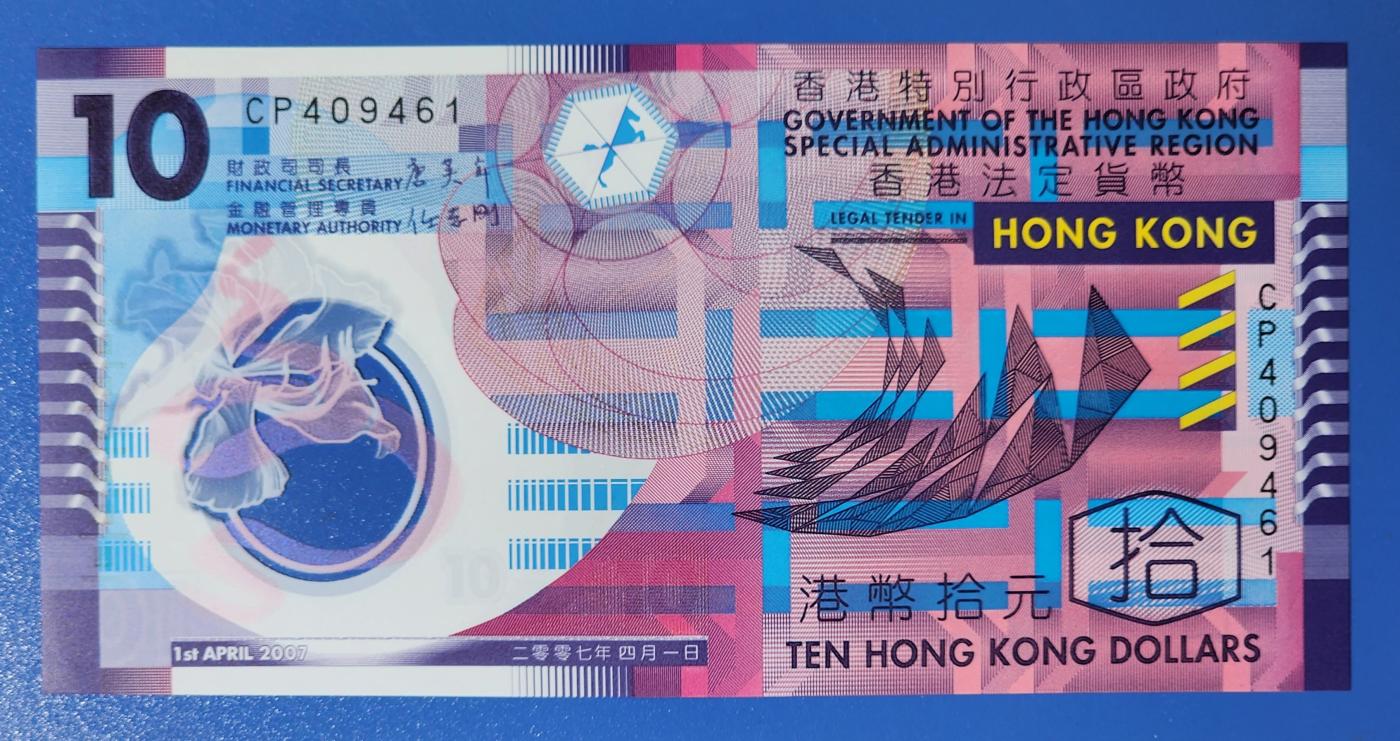 10
CP409461
財政司司長
FINANCIAL SECRETARY
金融管理專員
MONETARY AUTHORITY
香港特別行政區政府
GOVERNMENT OF THE HONG KONG
SPECIAL ADMINISTRATIVE REGION
香港法定貨幣
LEGAL TENDER IN
HONG KONG
CP409461
10
拾
港幣拾元
TEN HONG KONG DOLLARS
1st APRIL 2007
二零零七年四月一日